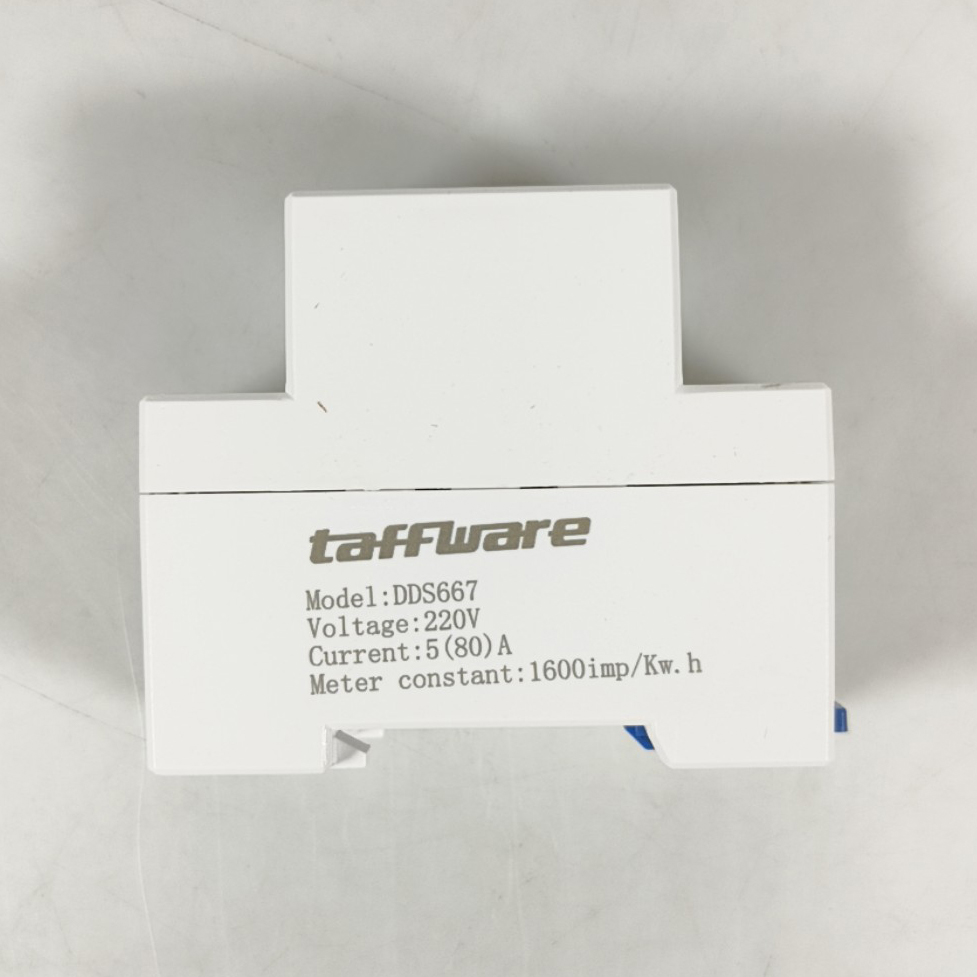 taffware
Model:DDS667
Voltage:220V
Current:5(80)A
Meter constant:1600imp/Kw.h